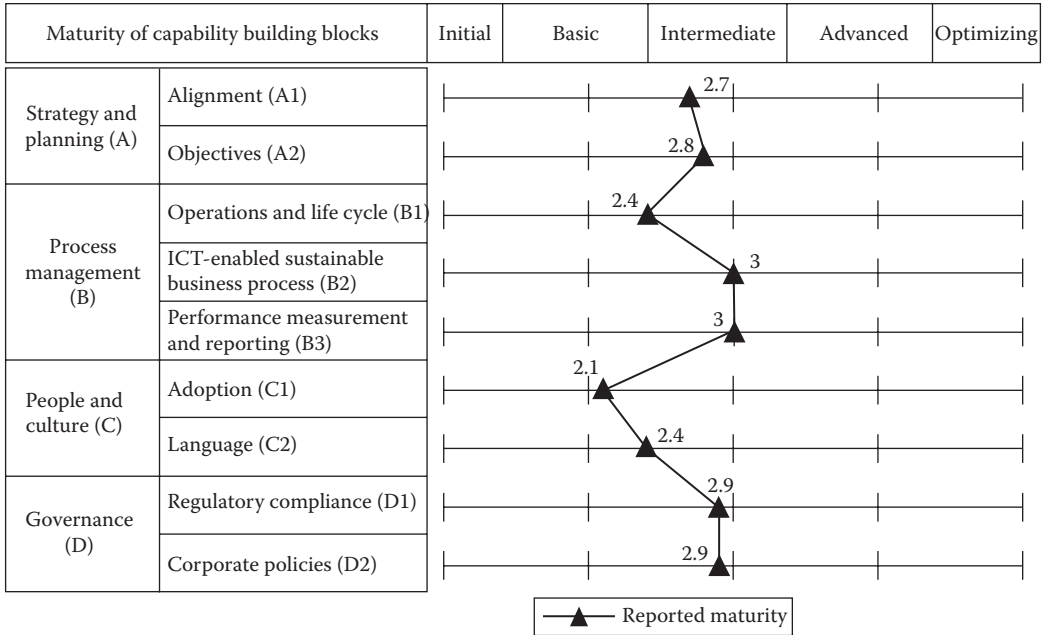 Maturity of capability building blocks
Initial
Basic
Intermediate
Advanced
Optimizing
Strategy and
planning (A)
Alignment (A1)
2.7
Objectives (A2)
2.8
Process
management
(B)
Operations and life cycle (B1)
2.4
ICT-enabled sustainable
business process (B2)
3
Performance measurement
and reporting (B3)
3
People and
culture (C)
Adoption (C1)
2.1
Language (C2)
2.4
Governance
(D)
Regulatory compliance (D1)
2.9
Corporate policies (D2)
2.9
Reported maturity